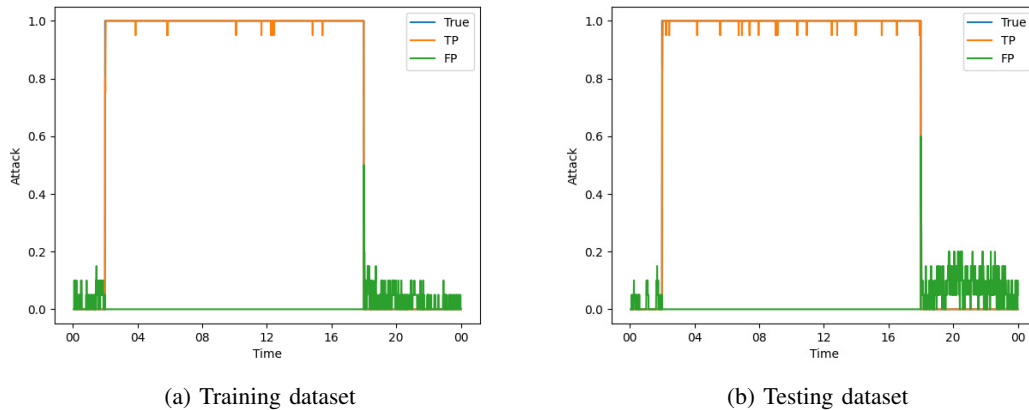 1.0
0.8
0.6
0.4
0.2
0.0
Attack
00 04 08 12 16 20 00
Time
True
TP
FP
(a) Training dataset
1.0
0.8
0.6
0.4
0.2
0.0
Attack
00 04 08 12 16 20 00
Time
True
TP
FP
(b) Testing dataset